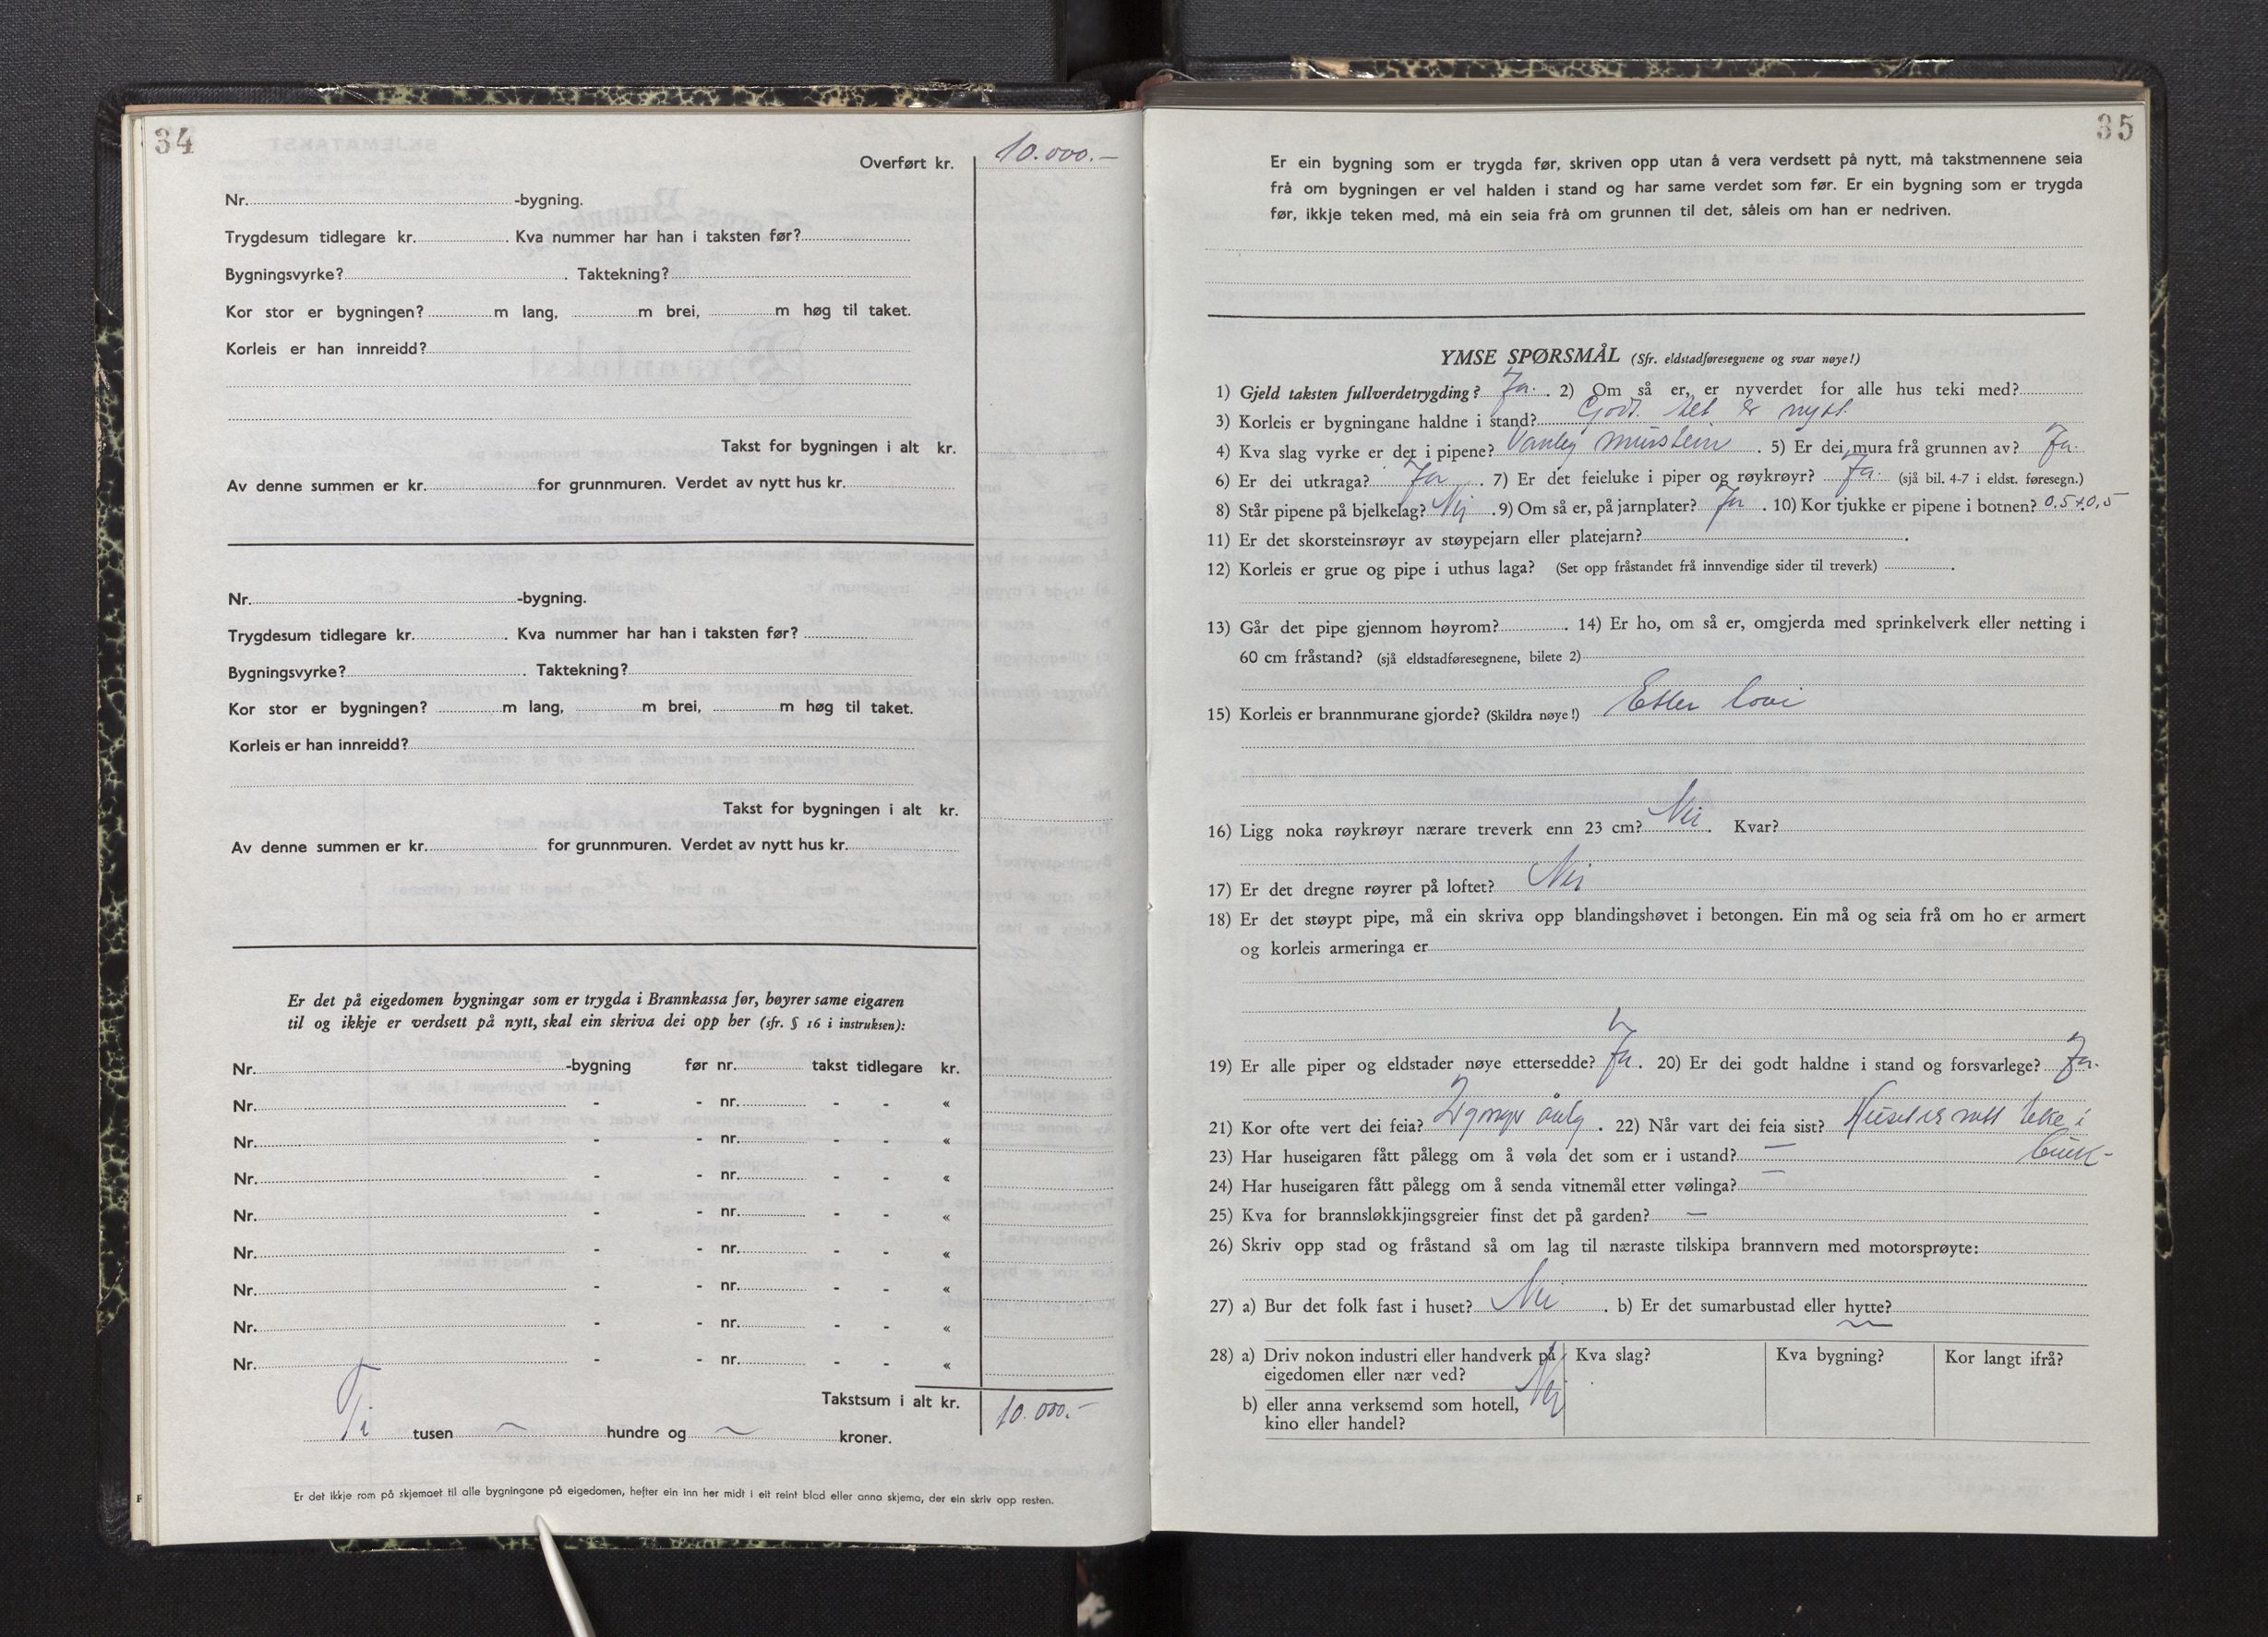 34
Overført kr. 10.000.-
Nr. -bygning.
Trygdesum tidlegare kr. . Kva nummer har han i taksten før?
Bygningsvyrke? . Taktekning?
Kor stor er bygningen? m lang, m brei, m høg til taket.
Korleis er han innreidd?
Takst for bygningen i alt kr.
Av denne summen er kr. for grunnmuren. Verdet av nytt hus kr.
Nr. -bygning.
Trygdesum tidlegare kr. . Kva nummer har han i taksten før?
Bygningsvyrke? . Taktekning?
Kor stor er bygningen? m lang, m brei, m høg til taket.
Korleis er han innreidd?
Takst for bygningen i alt kr.
Av denne summen er kr. for grunnmuren. Verdet av nytt hus kr.
Er det på eigedomen bygningar som er trygda i Brannkassa før, høyrer same eigaren
til og ikkje er verdsett på nytt, skal ein skriva dei opp her (sfr. § 16 i instruksen):
Nr. -bygning før nr. takst tidlegare kr.
Nr. - - nr. - - «
Nr. - - nr. - - «
Nr. - - nr. - - «
Nr. - - nr. - - «
Nr. - - nr. - - «
Nr. - - nr. - - «
Nr. - - nr. - - «
Nr. - - nr. - - «
Takstsum i alt kr. 10.000.-
Ti tusen — hundre og — kroner.
Er det ikkje rom på skjemaet til alle bygningane på eigedomen, hefter ein inn her midt i eit reint blad eller anna skjema, der ein skriv opp resten.
35
Er ein bygning som er trygda før, skriven opp utan å vera verdsett på nytt, må takstmennene seia
frå om bygningen er vel halden i stand og har same verdet som før. Er ein bygning som er trygda
før, ikkje teken med, må ein seia frå om grunnen til det, såleis om han er nedriven.
YMSE SPØRSMÅL (Sfr. eldstadføresegnene og svar nøye!)
1) Gjeld taksten fullverdetrygding? Ja. . 2) Om så er, er nyverdet for alle hus teki med?
3) Korleis er bygningane haldne i stand? Godt. Det er nytt.
4) Kva slag vyrke er det i pipene? Vanleg murstein . 5) Er dei mura frå grunnen av? Ja.
6) Er dei utkraga? Ja . 7) Er det feieluke i piper og røykrøyr? Ja. (sjå bil. 4-7 i eldst. føresegn.)
8) Står pipene på bjelkelag? Nei . 9) Om så er, på jarnplater? Ja . 10) Kor tjukke er pipene i botnen? 0,5 x 0,5
11) Er det skorsteinsrøyr av støypejarn eller platejarn? .
12) Korleis er grue og pipe i uthus laga? (Set opp fråstandet frå innvendige sider til treverk) .
13) Går det pipe gjennom høyrom? . 14) Er ho, om så er, omgjerda med sprinkelverk eller netting i
60 cm fråstand? (sjå eldstadføresegnene, bilete 2)
15) Korleis er brannmurane gjorde? (Skildra nøye!) Etter lovi
16) Ligg noka røykrøyr nærare treverk enn 23 cm? Nei . Kvar?
17) Er det dregne røyrer på loftet? Nei
18) Er det støypt pipe, må ein skriva opp blandingshøvet i betongen. Ein må og seia frå om ho er armert
og korleis armeringa er
19) Er alle piper og eldstader nøye ettersedde? Ja . 20) Er dei godt haldne i stand og forsvarlege? Ja.
21) Kor ofte vert dei feia? årleg . 22) Når vart dei feia sist? Huset er nytt ikke i
bruk -
23) Har huseigaren fått pålegg om å vøla det som er i ustand? —
24) Har huseigaren fått pålegg om å senda vitnemål etter vølinga? —
25) Kva for brannsløkkjingsgreier finst det på garden? —
26) Skriv opp stad og fråstand så om lag til næraste tilskipa brannvern med motorsprøyte:
27) a) Bur det folk fast i huset? Nei . b) Er det sumarbustad eller hytte?
28) a) Driv nokon industri eller handverk på Kva slag? Kva bygning? Kor langt ifrå?
eigedomen eller nær ved?
b) eller anna verksemd som hotell, Nei
kino eller handel?